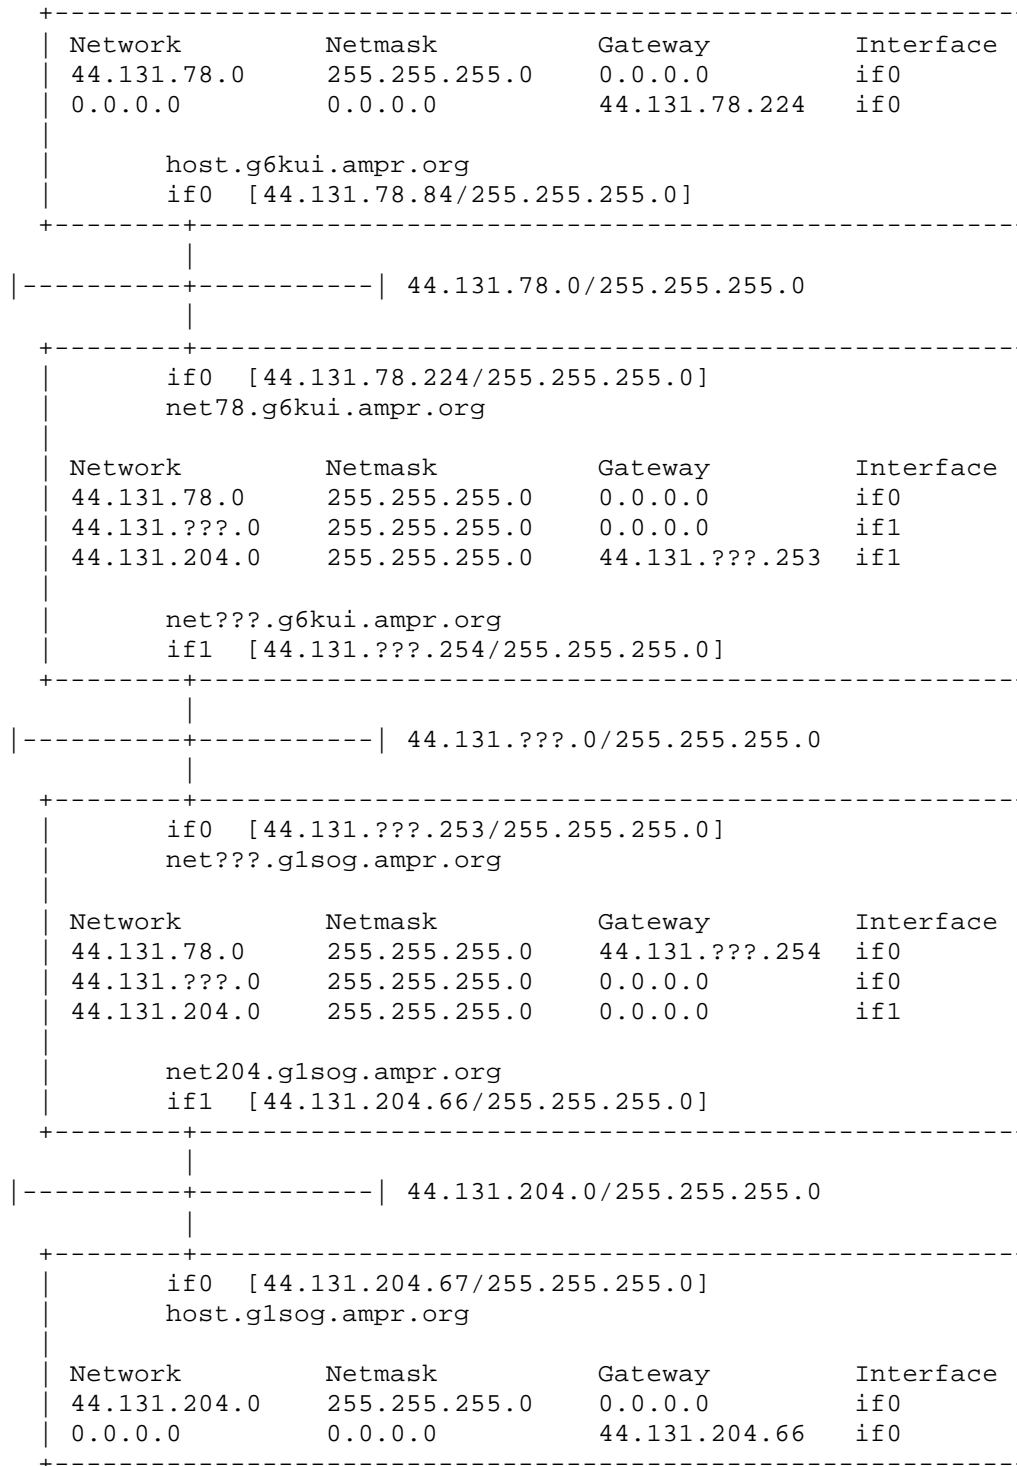 Network Netmask Gateway Interface
44.131.78.0 255.255.255.0 0.0.0.0 if0
0.0.0.0 0.0.0.0 44.131.78.224 if0
host.g6kui.ampr.org
if0 [44.131.78.84/255.255.255.0]
44.131.78.0/255.255.255.0
if0 [44.131.78.224/255.255.255.0]
net78.g6kui.ampr.org
Network Netmask Gateway Interface
44.131.78.0 255.255.255.0 0.0.0.0 if0
44.131.???.0 255.255.255.0 0.0.0.0 if1
44.131.204.0 255.255.255.0 44.131.???.253 if1
net???.g6kui.ampr.org
if1 [44.131.???.254/255.255.255.0]
44.131.???.0/255.255.255.0
if0 [44.131.???.253/255.255.255.0]
net???.g1sog.ampr.org
Network Netmask Gateway Interface
44.131.78.0 255.255.255.0 44.131.???.254 if0
44.131.???.0 255.255.255.0 0.0.0.0 if0
44.131.204.0 255.255.255.0 0.0.0.0 if1
net204.g1sog.ampr.org
if1 [44.131.204.66/255.255.255.0]
44.131.204.0/255.255.255.0
if0 [44.131.204.67/255.255.255.0]
host.g1sog.ampr.org
Network Netmask Gateway Interface
44.131.204.0 255.255.255.0 0.0.0.0 if0
0.0.0.0 0.0.0.0 44.131.204.66 if0